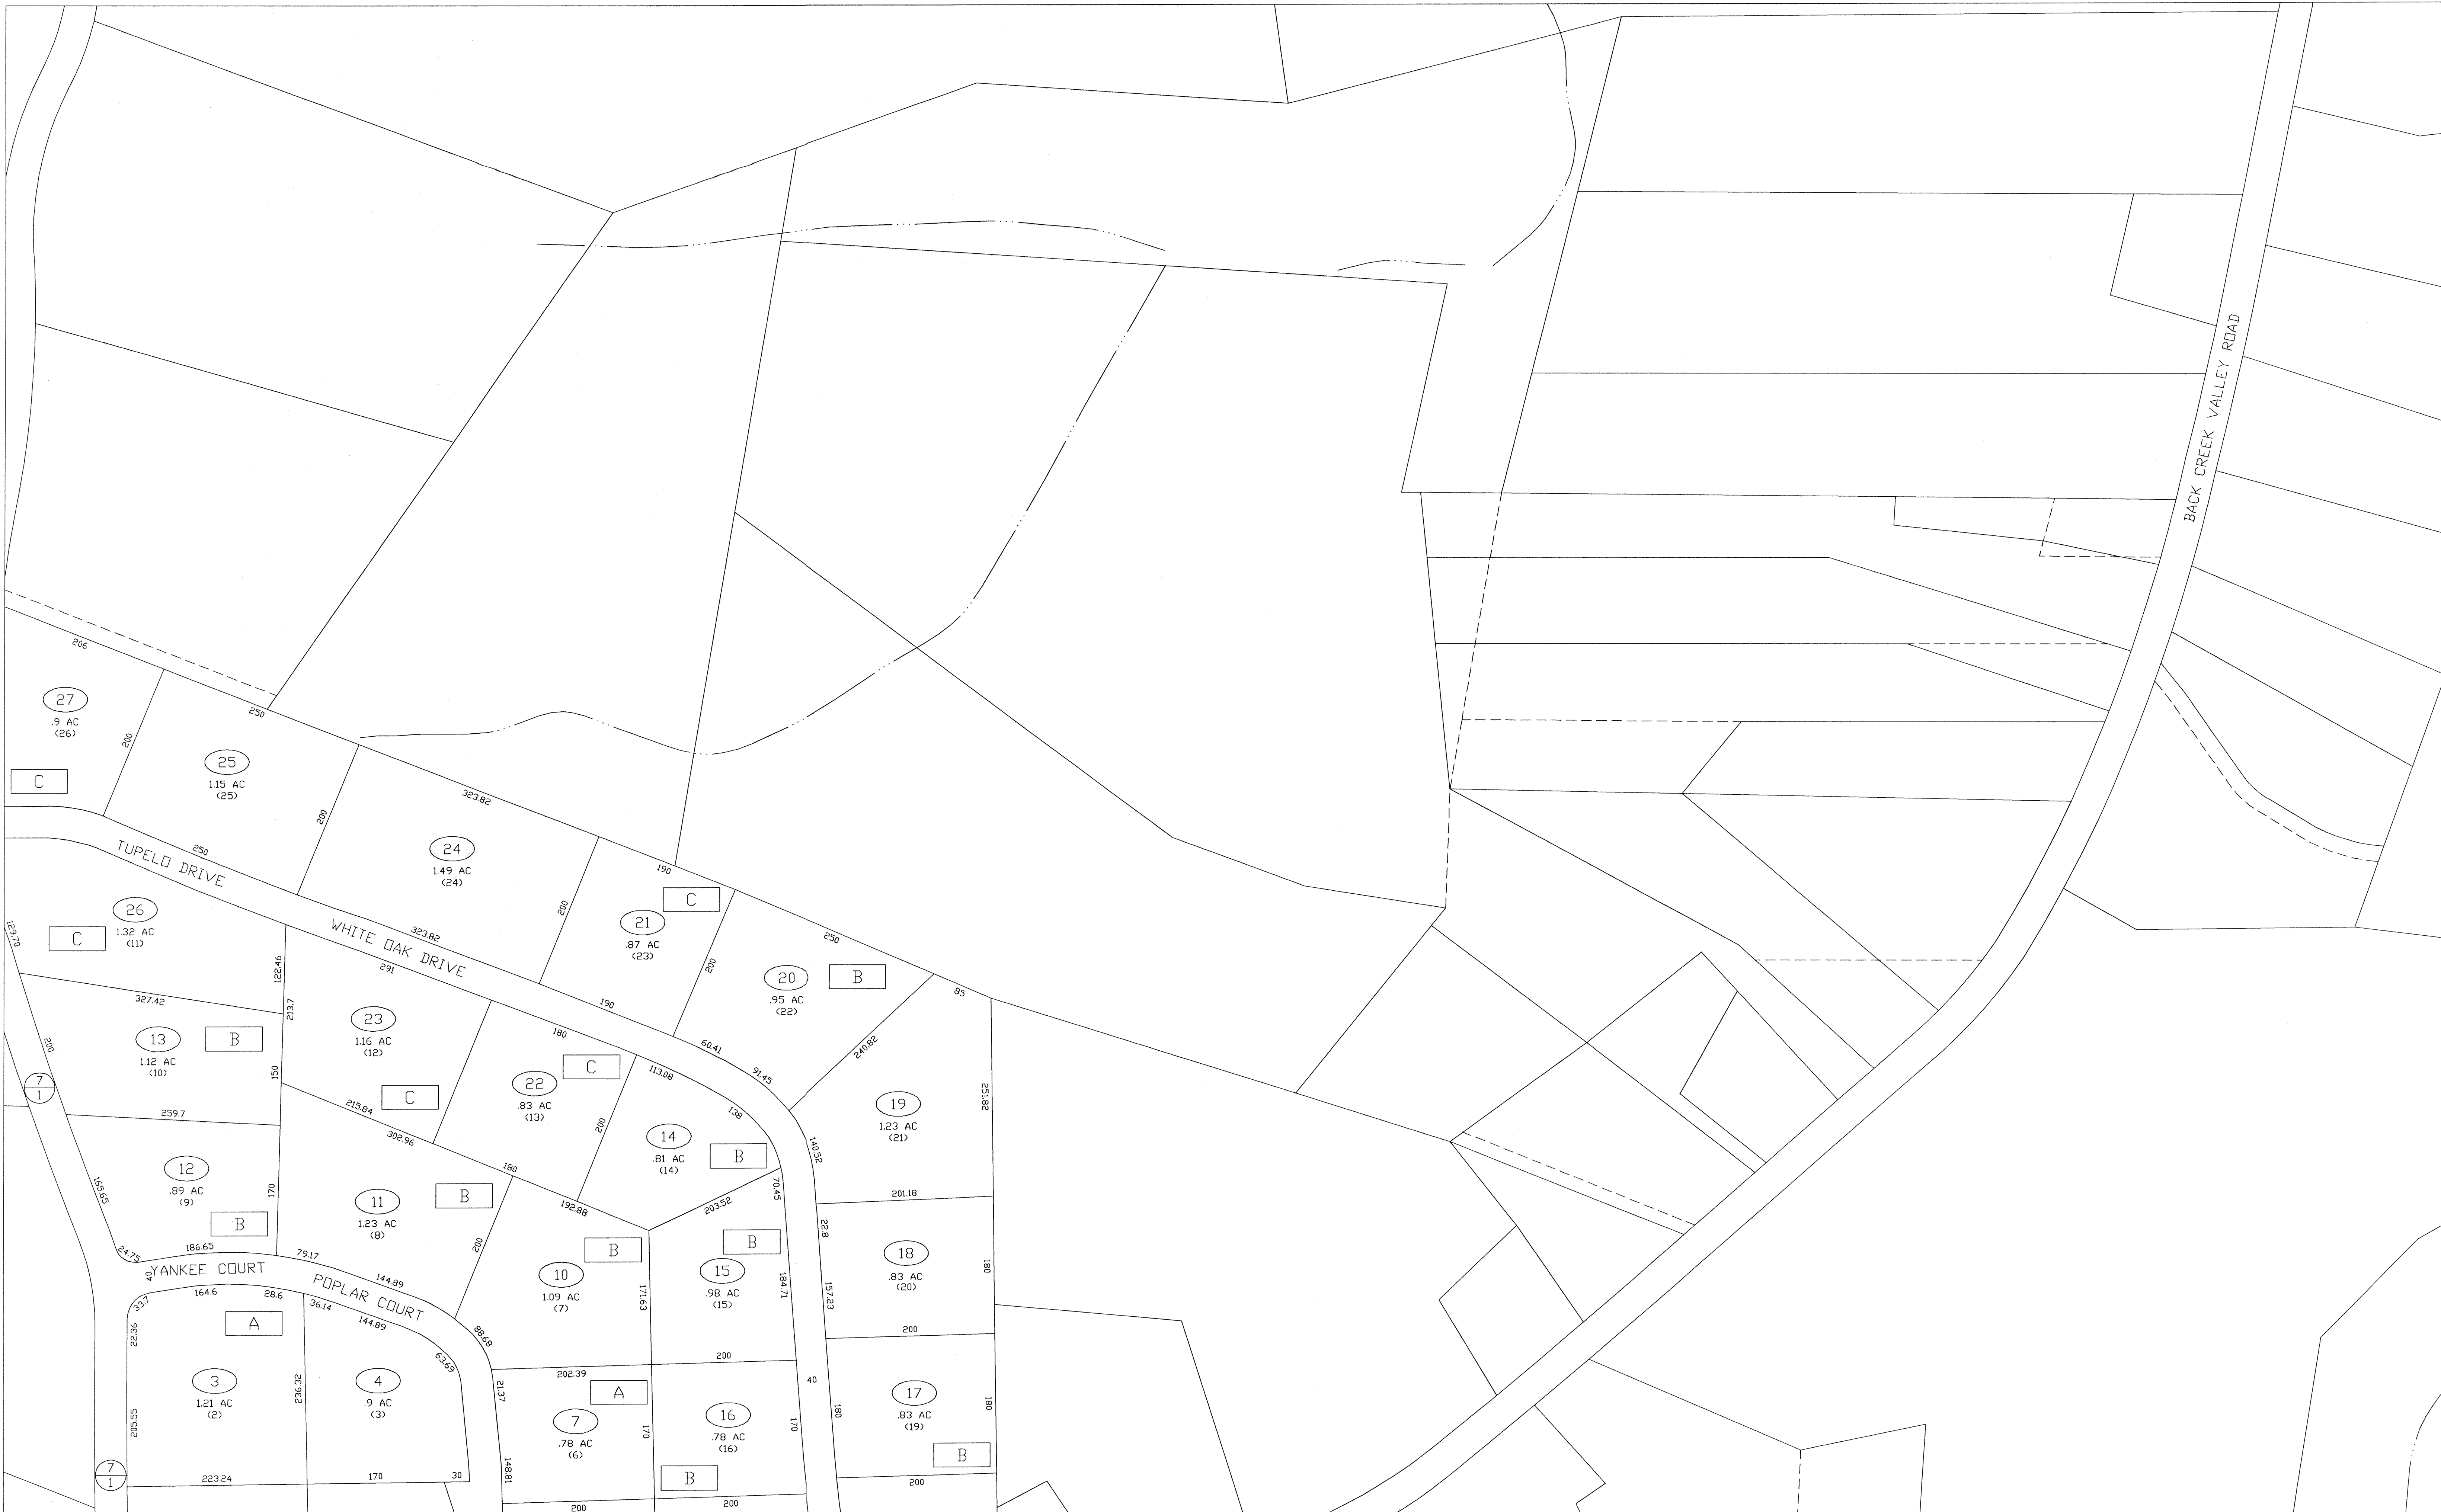 BACK CREEK VALLEY ROAD
206
27
.9 AC
(26)
C
200
250
25
1.15 AC
(25)
200
250
TUPELO DRIVE
323.82
24
1.49 AC
(24)
200
323.82
WHITE OAK DRIVE
190
C
21
.87 AC
(23)
200
190
250
20
B
.95 AC
(22)
85
240.82
60.41
91.45
26
1.32 AC
(11)
C
129.70
122.46
213.7
291
327.42
13
1.12 AC
(10)
B
200
7
1
150
259.7
23
1.16 AC
(12)
C
215.84
302.96
180
22
.83 AC
(13)
C
200
180
113.08
138
14
.81 AC
(14)
B
203.52
70.45
140.52
19
1.23 AC
(21)
251.82
201.18
12
.89 AC
(9)
B
165.65
170
24.75
186.65
40
YANKEE COURT
79.17
144.89
POPLAR COURT
11
1.23 AC
(8)
B
200
192.88
10
1.09 AC
(7)
B
171.63
15
.98 AC
(15)
B
184.71
22.8
157.23
18
.83 AC
(20)
180
200
33.7
164.6
28.6
36.14
144.89
A
22.36
3
1.21 AC
(2)
205.55
236.32
223.24
7
1
4
.9 AC
(3)
63.69
170
30
88.68
21.37
148.81
202.39
A
7
.78 AC
(6)
170
200
200
16
.78 AC
(16)
B
170
200
40
180
17
.83 AC
(19)
B
180
200